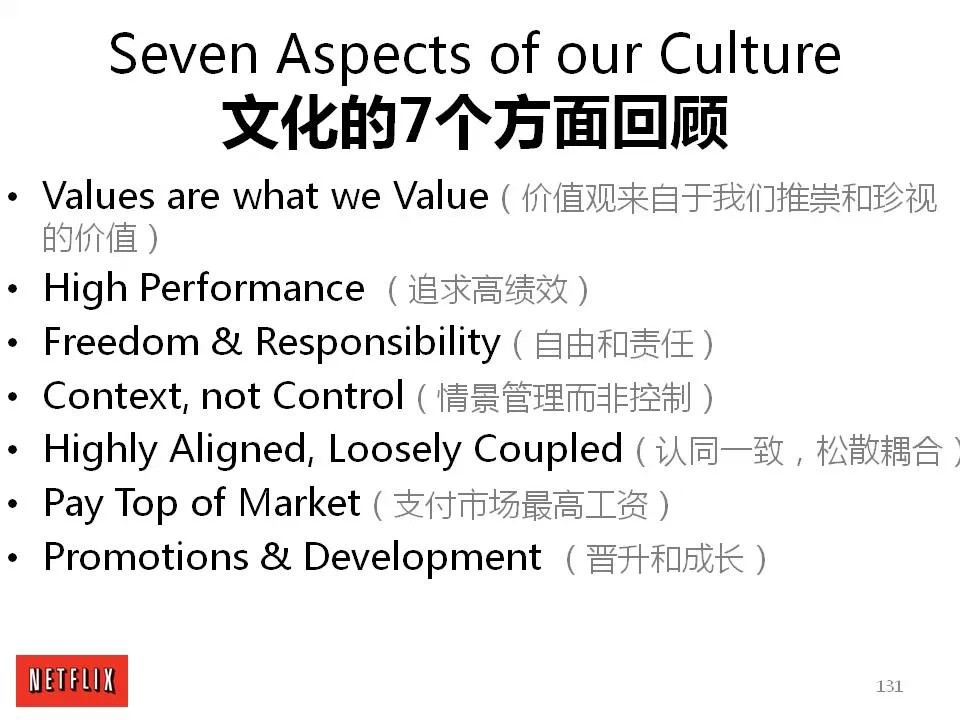 Seven Aspects of our Culture
文化的7个方面回顾
• Values are what we Value（价值观来自于我们推崇和珍视
的价值）
• High Performance （追求高绩效）
• Freedom & Responsibility（自由和责任）
• Context, not Control（情景管理而非控制）
• Highly Aligned, Loosely Coupled（认同一致，松散耦合）
• Pay Top of Market（支付市场最高工资）
• Promotions & Development （晋升和成长）
NETFLIX
131